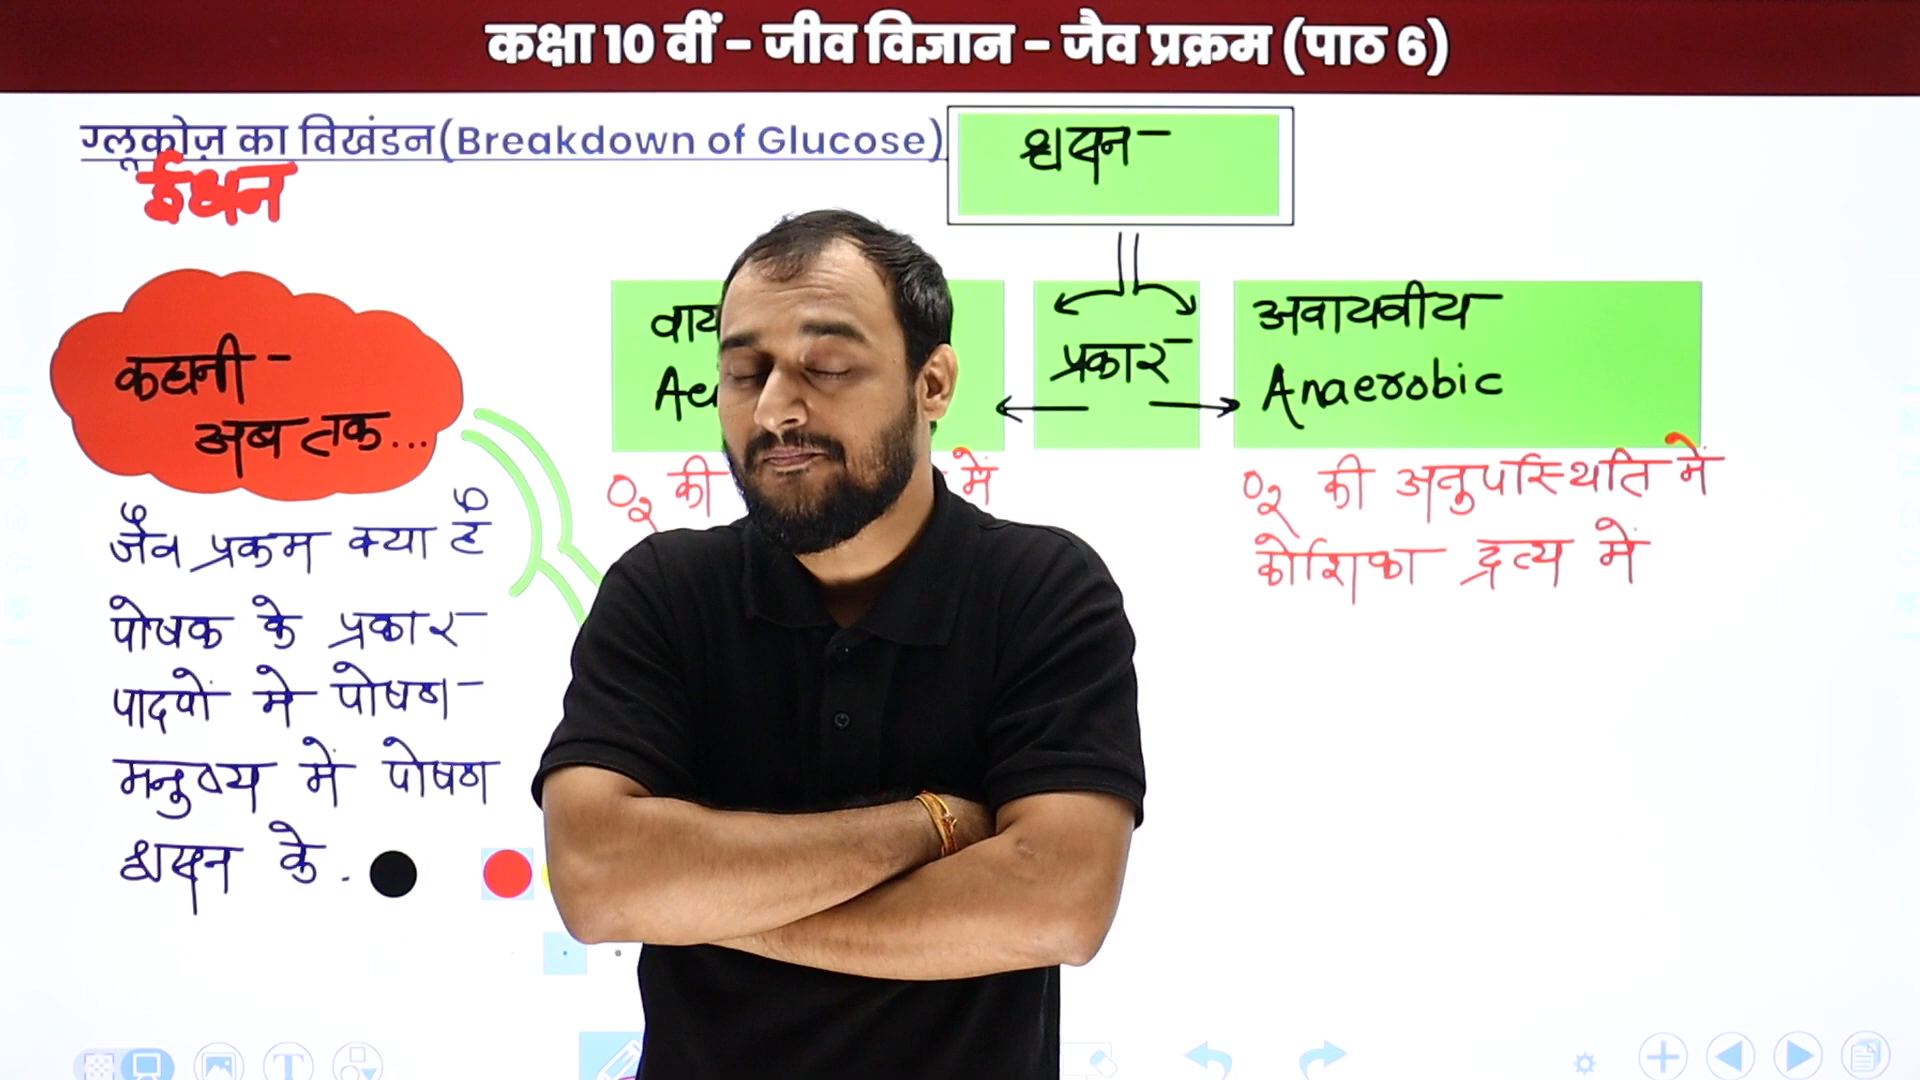 कक्षा 10 वीं - जीव विज्ञान - जैव प्रक्रम (पाठ 6)
ग्लूकोज़ का विखंडन(Breakdown of Glucose)
ईंधन
श्वसन
कहानी
अब तक...
जैव प्रक्रम क्या है
पोषक के प्रकार
पादपों मे पोषण
मनुष्य में पोषण
श्वसन के
प्रकार
O2 की में
अवायवीय
Anaerobic
O2 की अनुपस्थिति में
कोशिका द्रव्य में